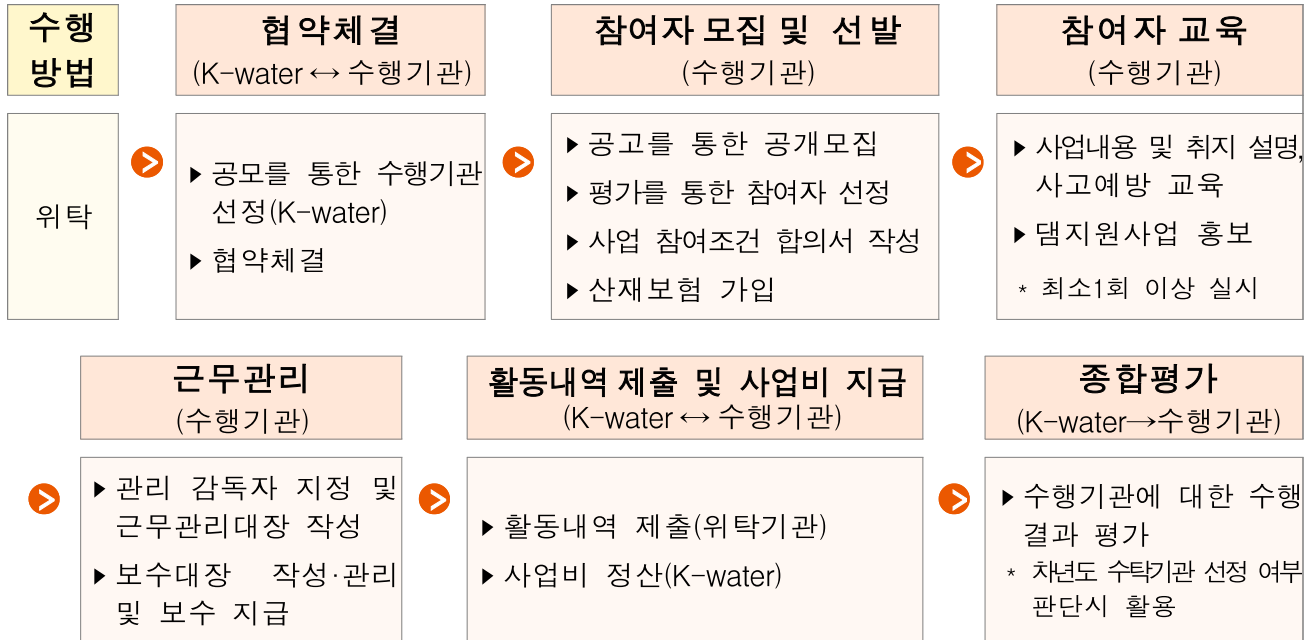 수행
방법
협약체결
(K-water ↔ 수행기관)
참여자 모집 및 선발
(수행기관)
참여자 교육
(수행기관)
위탁
▶ 공모를 통한 수행기관
선정(K-water)
▶ 협약체결
▶ 공고를 통한 공개모집
▶ 평가를 통한 참여자 선정
▶ 사업 참여조건 합의서 작성
▶ 산재보험 가입
▶ 사업내용 및 취지 설명,
사고예방 교육
▶ 댐지원사업 홍보
* 최소1회 이상 실시
근무관리
(수행기관)
활동내역 제출 및 사업비 지급
(K-water ↔ 수행기관)
종합평가
(K-water→수행기관)
▶ 관리 감독자 지정 및
근무관리대장 작성
▶ 보수대장 작성·관리
및 보수 지급
▶ 활동내역 제출(위탁기관)
▶ 사업비 정산(K-water)
▶ 수행기관에 대한 수행
결과 평가
* 차년도 수탁기관 선정 여부
판단시 활용